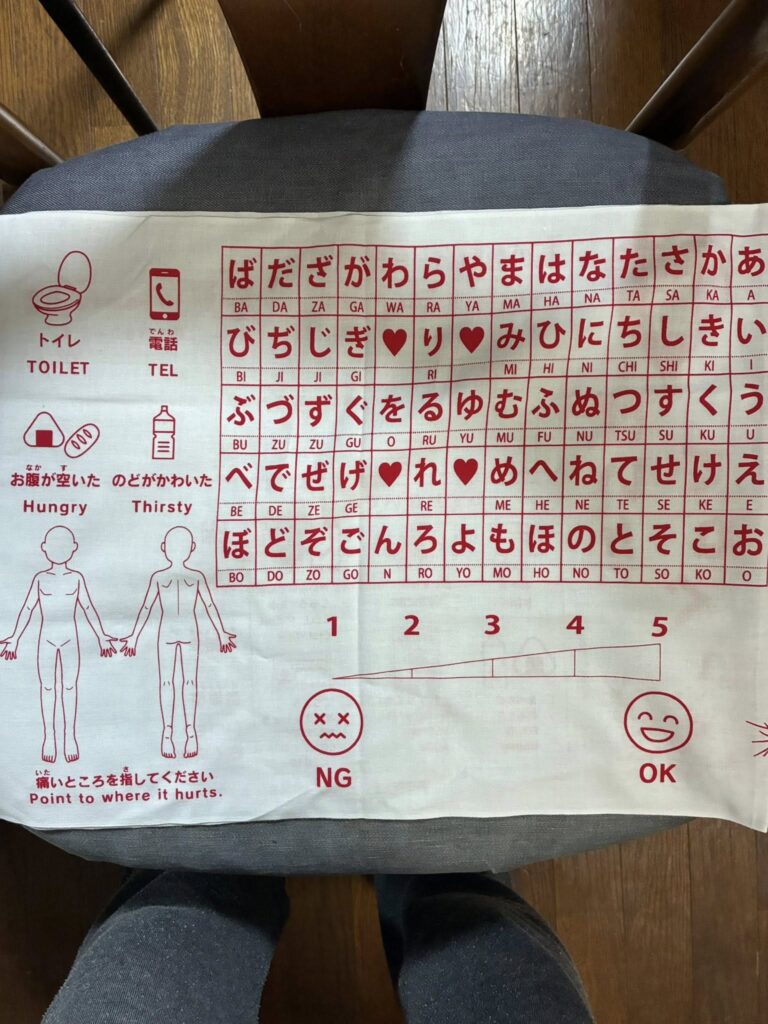 トイレ
TOILET
でんわ
電話
TEL
なか す
お腹が空いた
Hungry
のどがかわいた
Thirsty
ば だ ざ が わ ら や ま は な た さ か あ
BA DA ZA GA WA RA YA MA HA NA TA SA KA A
び ぢ じ ぎ ♥ り ♥ み ひ に ち し き い
BI JI JI GI RI MI HI NI CHI SHI KI I
ぶ づ ず ぐ を る ゆ む ふ ぬ つ す く う
BU ZU ZU GU O RU YU MU FU NU TSU SU KU U
べ で ぜ げ ♥ れ ♥ め へ ね て せ け え
BE DE ZE GE RE ME HE NE TE SE KE E
ぼ ど ぞ ご ん ろ よ も ほ の と そ こ お
BO DO ZO GO N RO YO MO HO NO TO SO KO O
いた さ
痛いところを指してください
Point to where it hurts.
1 2 3 4 5
NG
OK